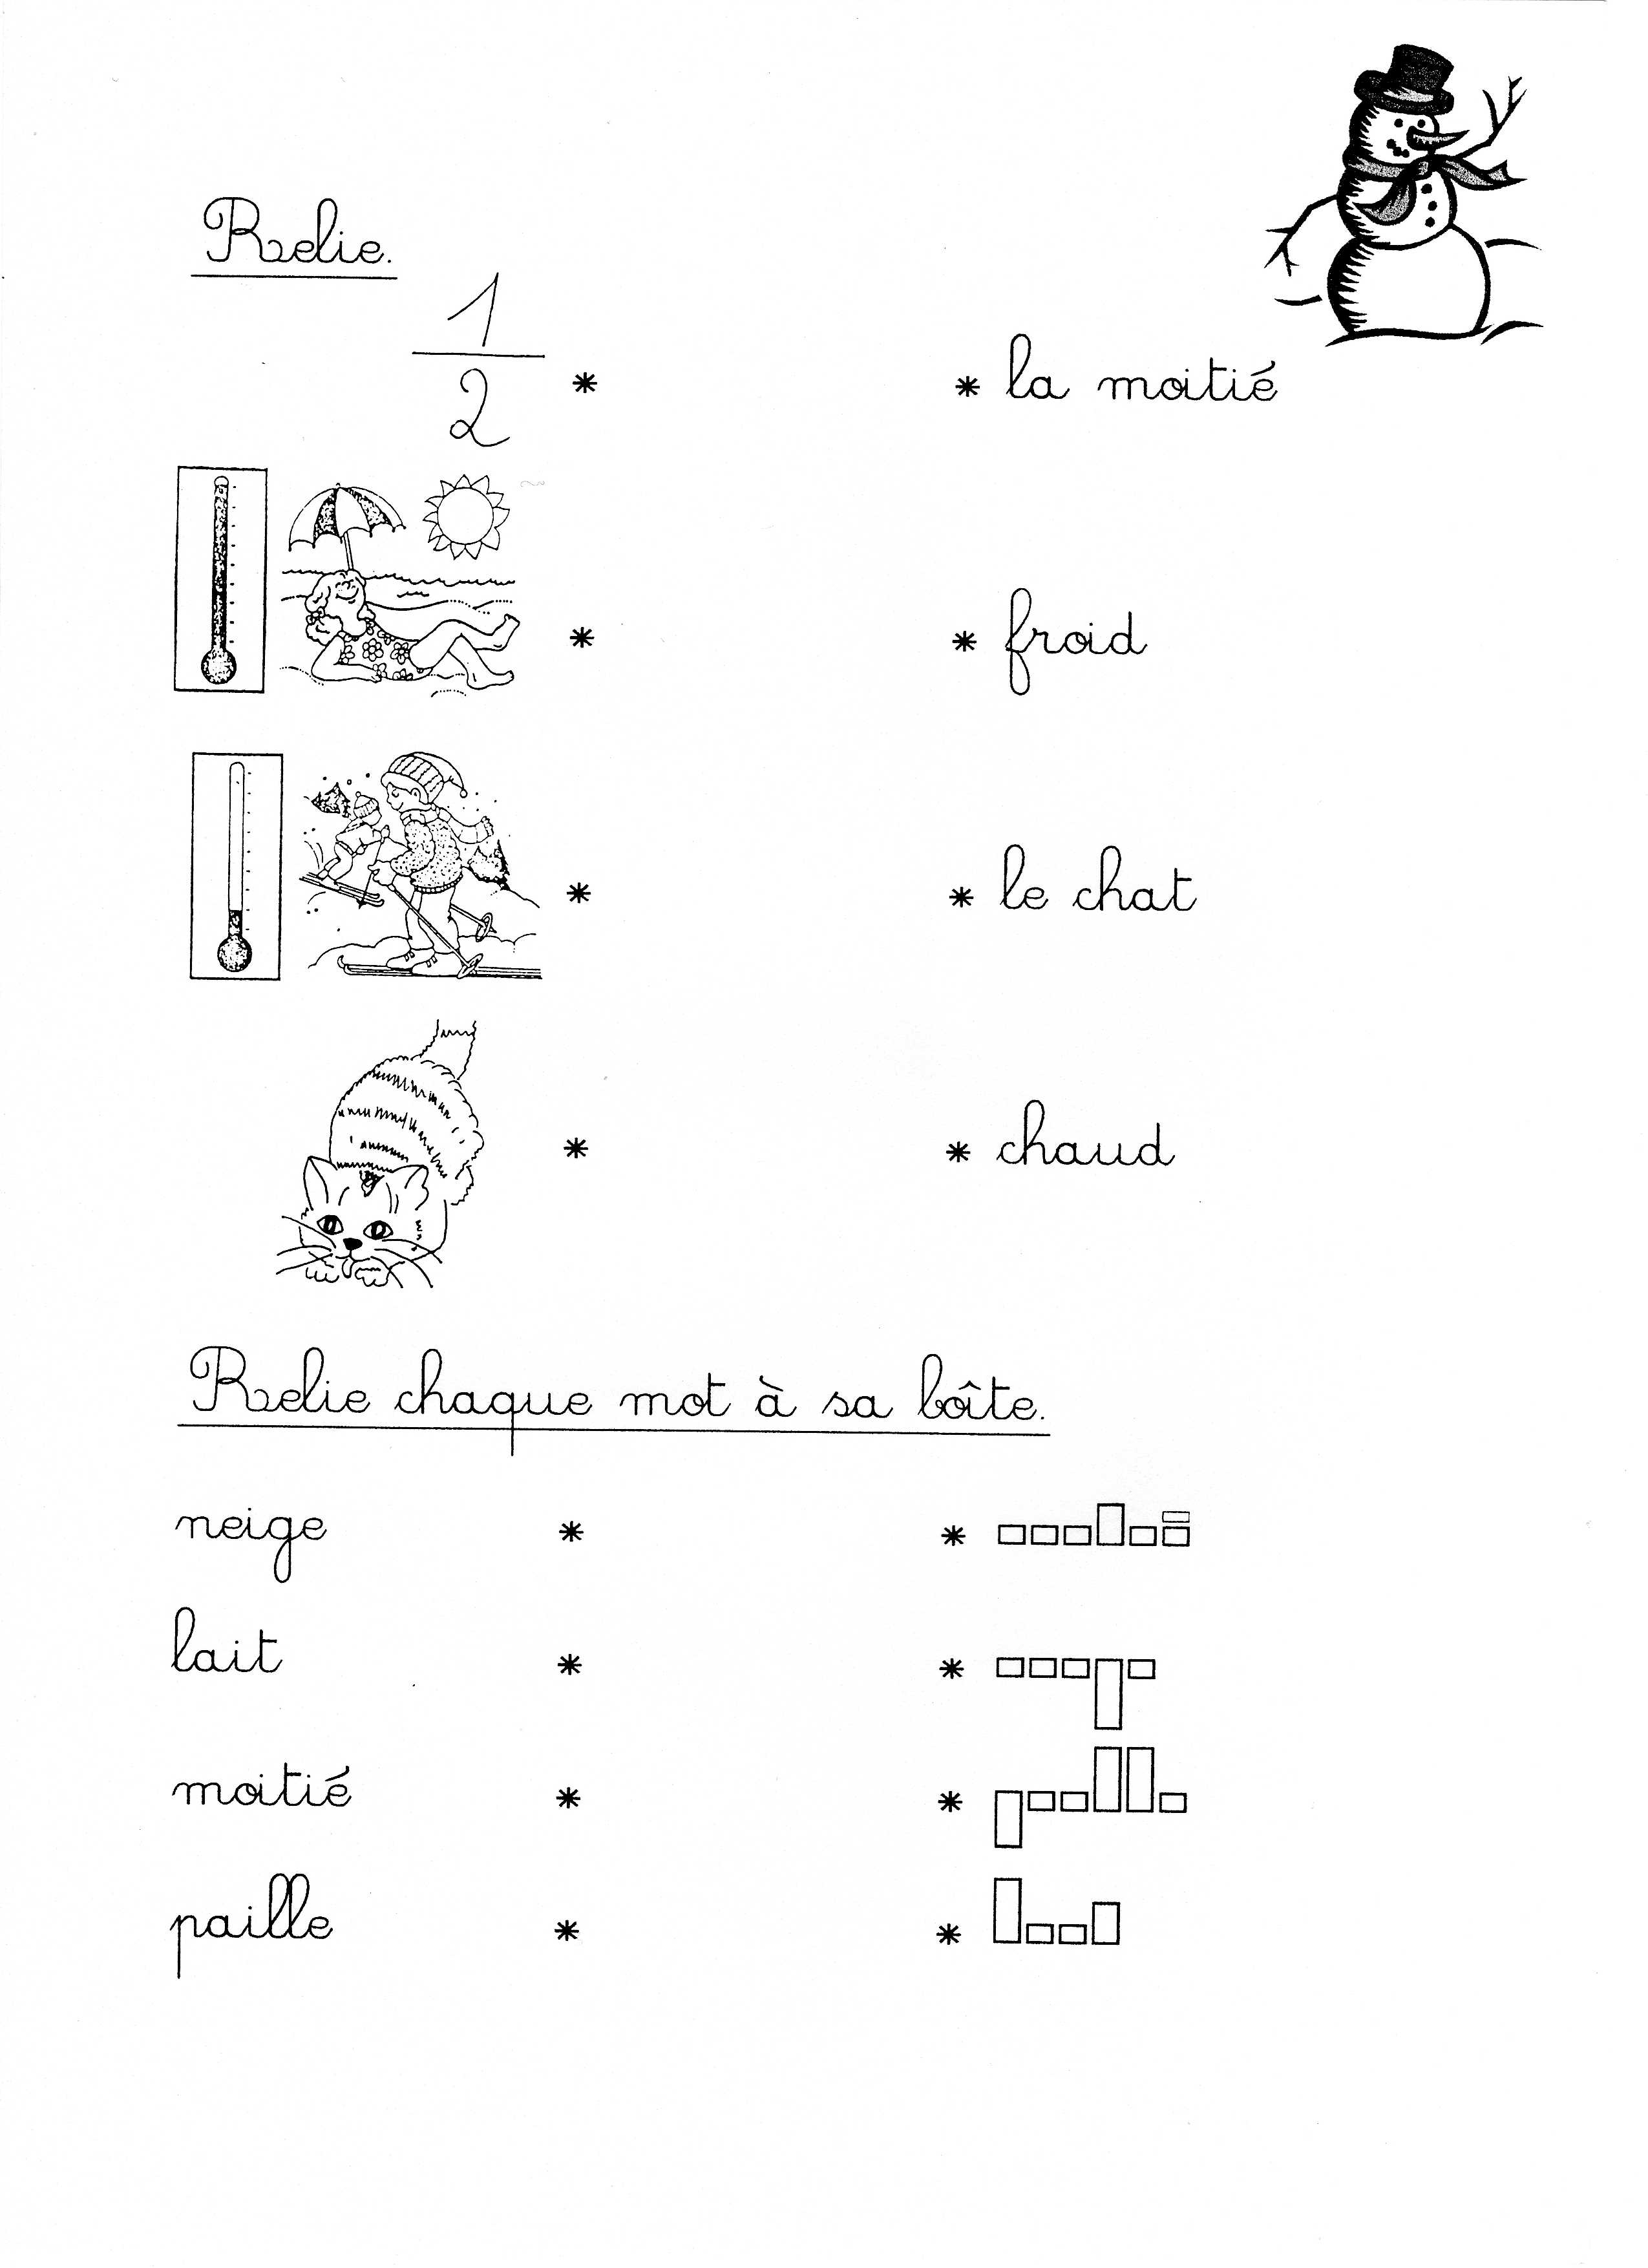 Relie.
1
2
* * la moitié
* * froid
* * le chat
* * chaud
Relie chaque mot à sa boîte.
neige * *
lait * *
moitié * *
paille * *